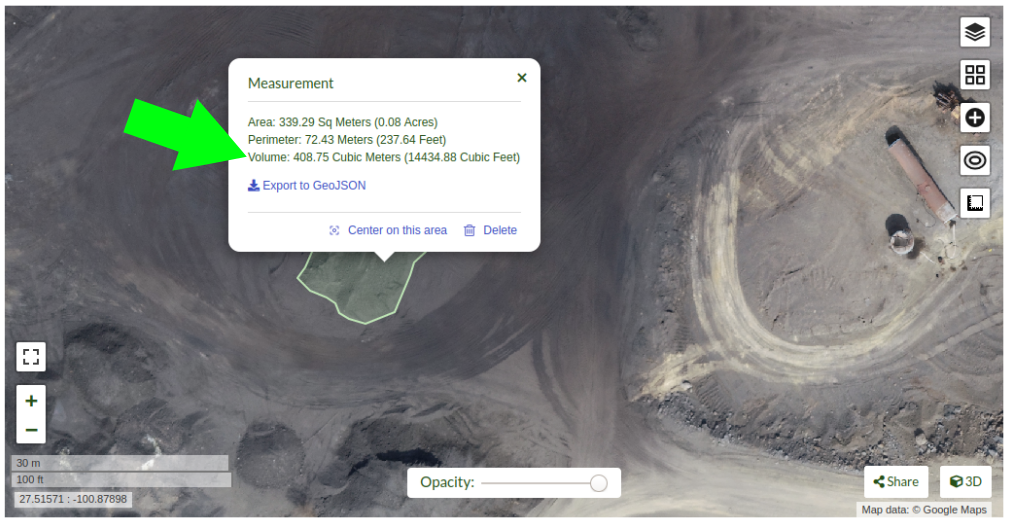 Measurement
×
Area: 339.29 Sq Meters (0.08 Acres)
Perimeter: 72.43 Meters (237.64 Feet)
Volume: 408.75 Cubic Meters (14434.88 Cubic Feet)
Export to GeoJSON
Center on this area
Delete
+
−
30 m
100 ft
27.51571 : -100.87898
Opacity:
Share
3D
Map data: © Google Maps